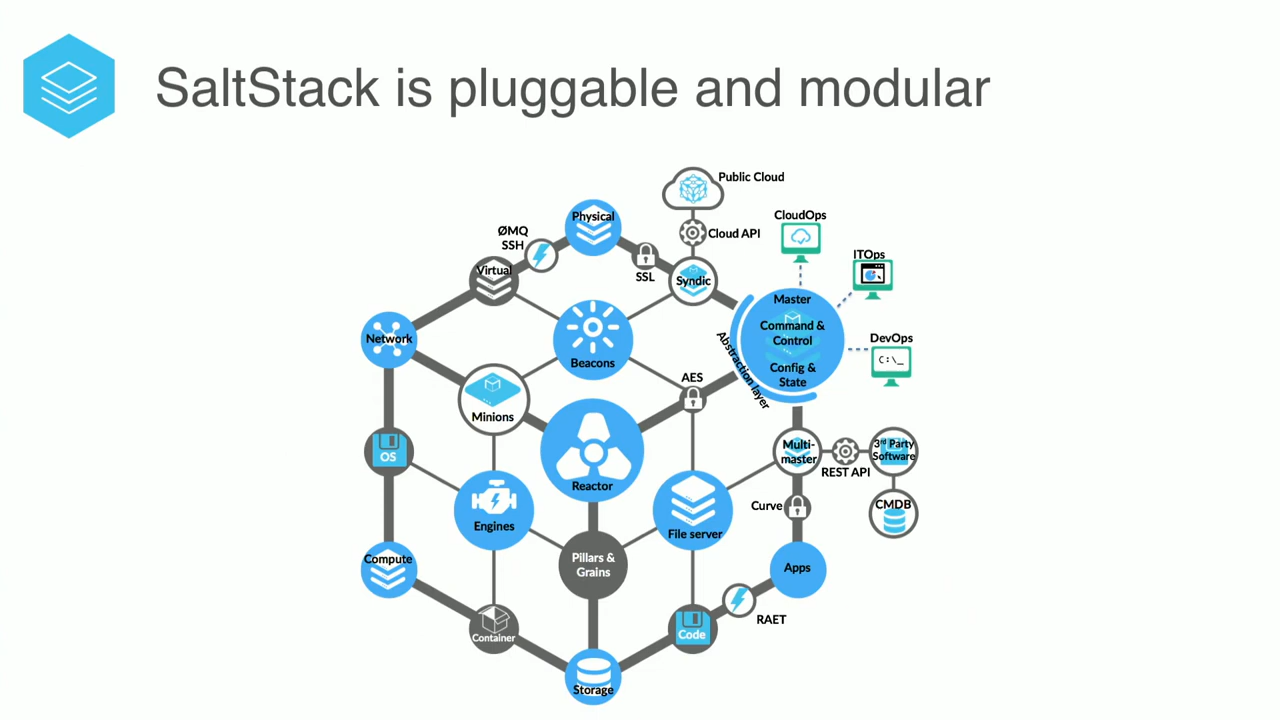 SaltStack is pluggable and modular
Public Cloud
Physical
CloudOps
ØMQ
SSH
Cloud API
ITOps
Virtual
SSL
Syndic
Master
Command &
Control
Config &
State
Abstraction layer
Network
Beacons
DevOps
C:\_
AES
Minions
Multi-
master
REST API
3rd Party
Software
OS
Reactor
Engines
File server
Curve
CMDB
Pillars &
Grains
Compute
Apps
Container
Code
RAET
Storage